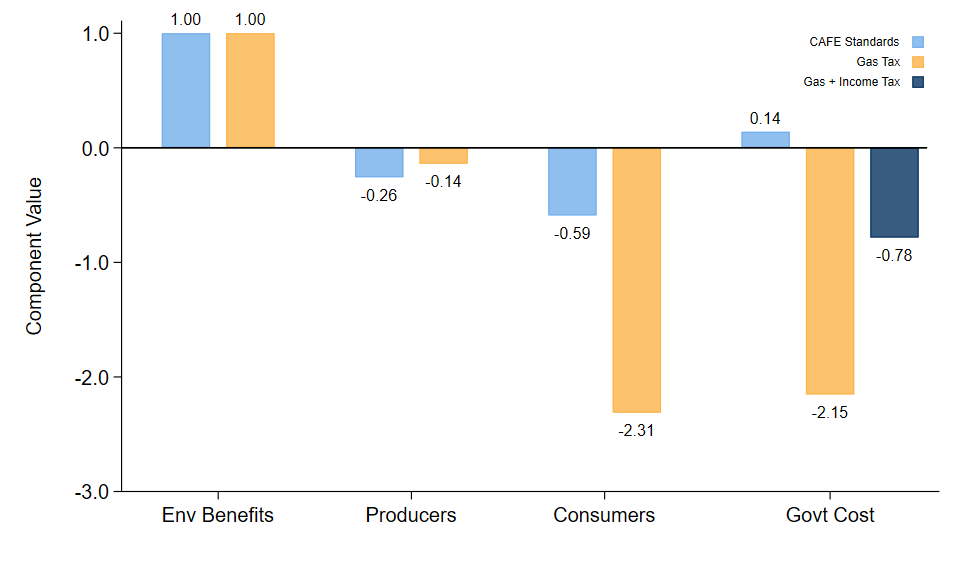 1.00 1.00
1.0
CAFE Standards
Gas Tax
Gas + Income Tax
0.14
0.0
-0.26
-0.14
-0.59
-0.78
-1.0
-2.0
-2.31
-2.15
-3.0
Component Value
Env Benefits Producers Consumers Govt Cost